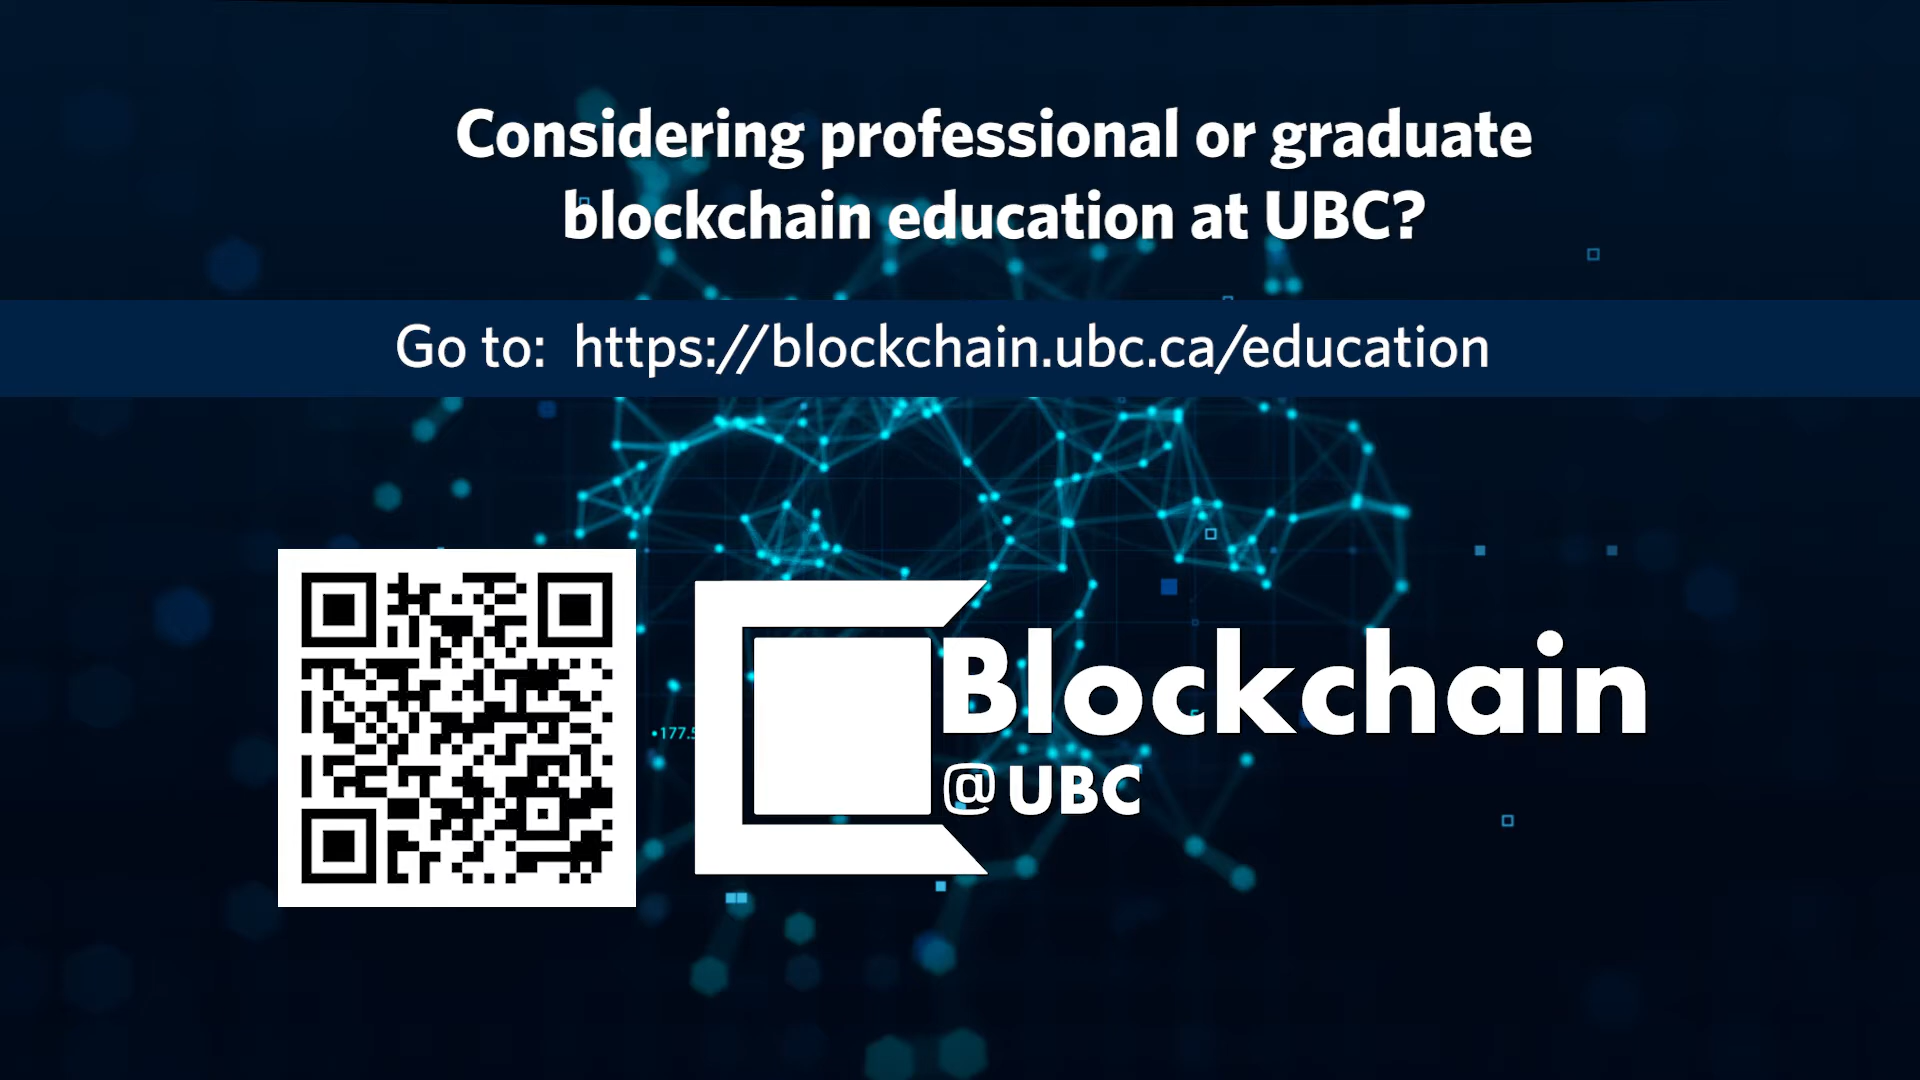 Considering professional or graduate
blockchain education at UBC?
Go to: https://blockchain.ubc.ca/education
Blockchain
@UBC